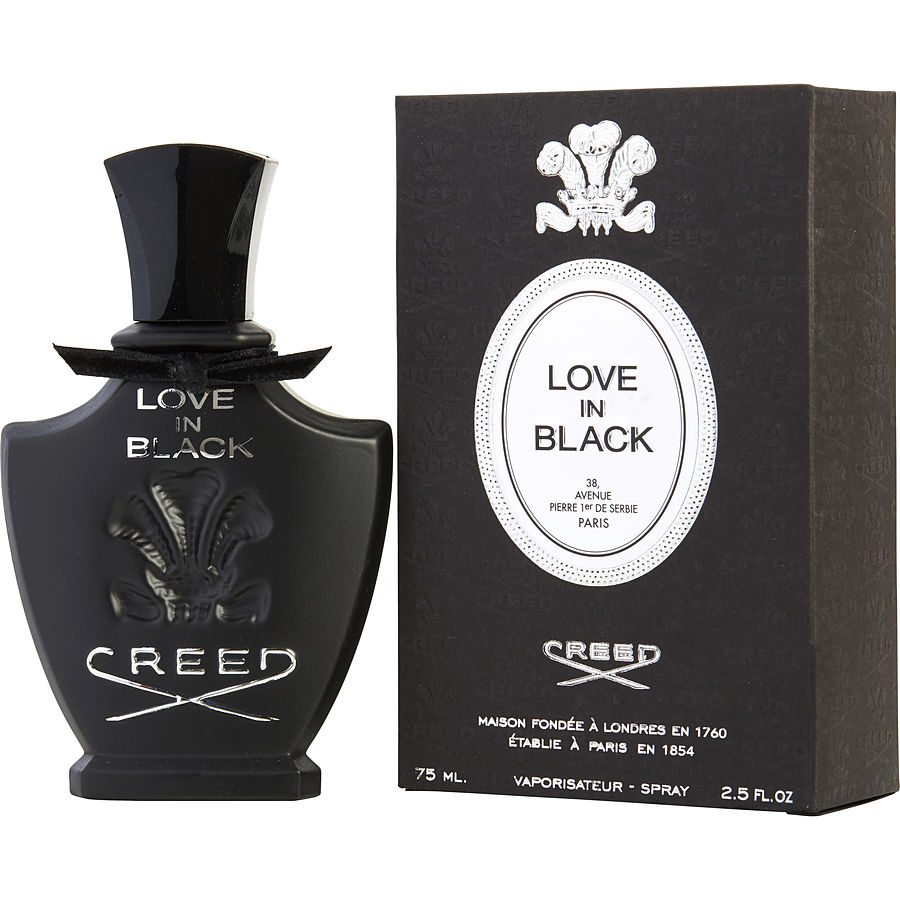 LOVE
IN
BLACK
CREED
LOVE
IN
BLACK
38,
AVENUE
PIERRE 1er DE SERBIE
PARIS
CREED
MAISON FONDÉE À LONDRES EN 1760
ÉTABLIE À PARIS EN 1854
75 ML. VAPORISATEUR - SPRAY 2.5 FL.OZ